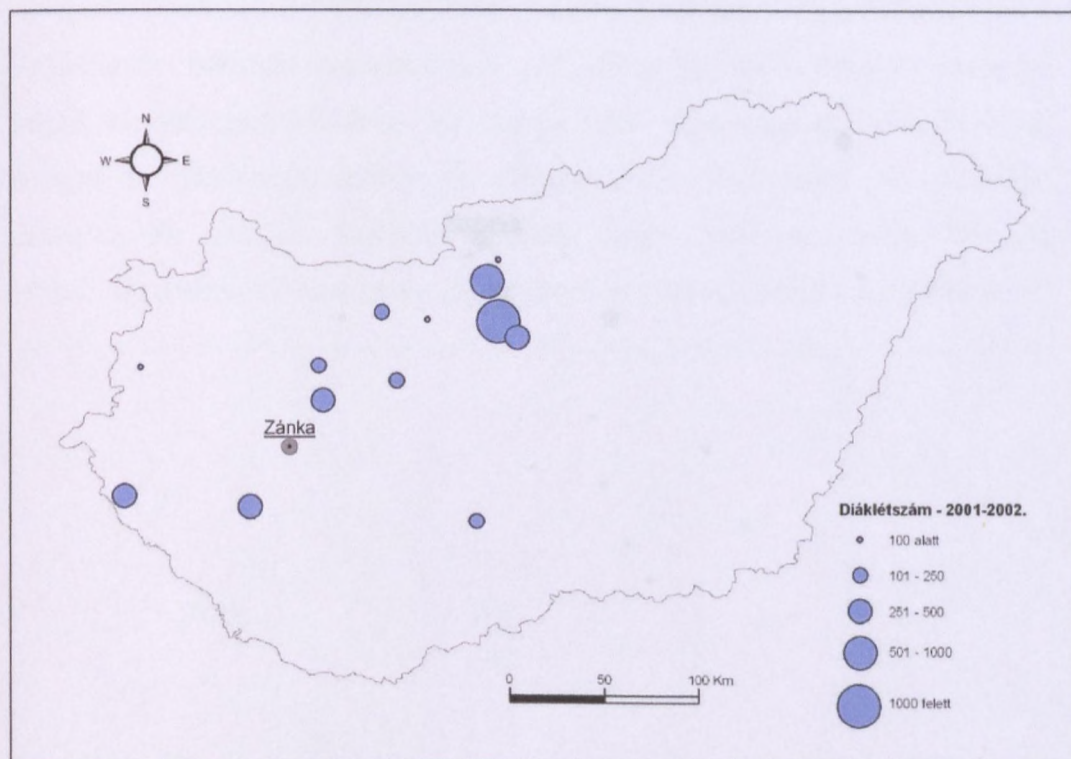 N
W E
S
Zánka
Diáklétszám - 2001-2002.
100 alatt
101 - 250
251 - 500
501 - 1000
1000 felett
0 50 100 Km